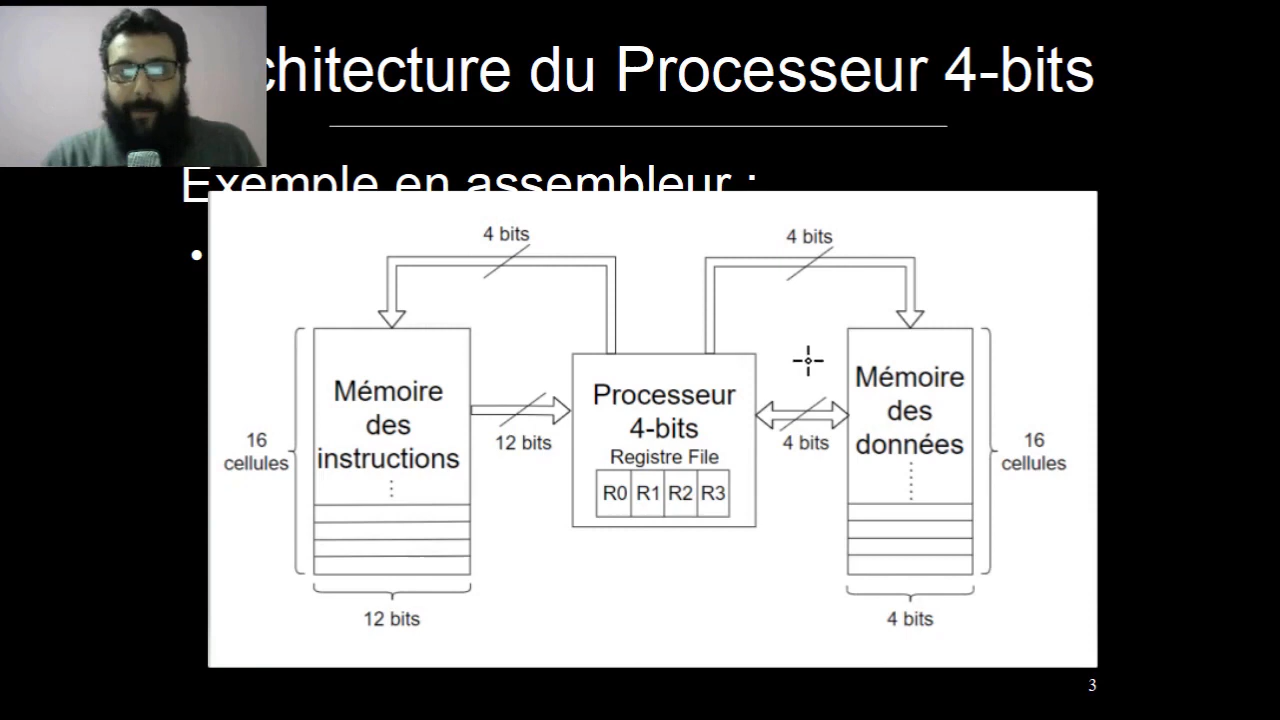 chitecture du Processeur 4-bits
Exemple en assembleur :
•
4 bits
4 bits
Mémoire
des
instructions
16
cellules
12 bits
12 bits
Processeur
4-bits
Registre File
R0 R1 R2 R3
4 bits
Mémoire
des
données
16
cellules
4 bits
3